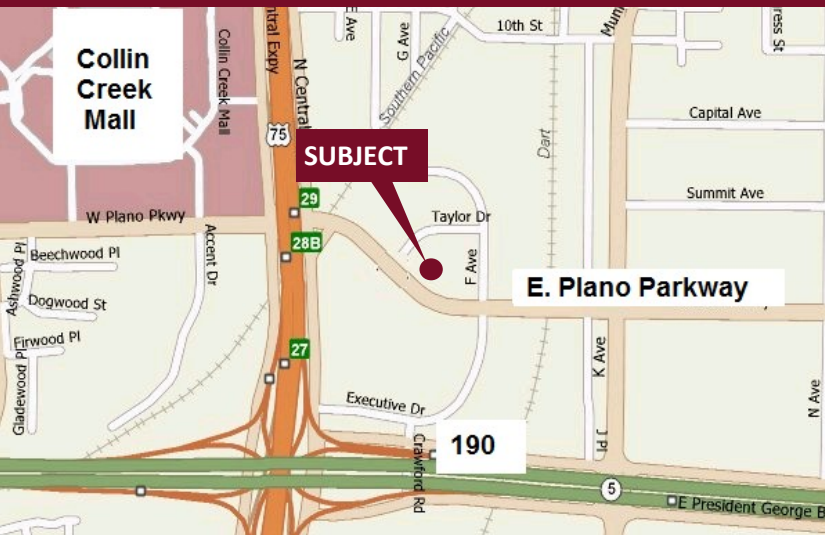 Collin
Creek
Mall
Collin Creek Mall
N Central
75
E Ave
G Ave
Southern Pacific
10th St
Capital Ave
Summit Ave
Dart
SUBJECT
29
28B
27
W Plano Pkwy
Accent Dr
Beechwood Pl
Ashwood Pl
Dogwood St
Firwood Pl
Gladewood Pl
Taylor Dr
F Ave
E. Plano Parkway
Executive Dr
Crawford Rd
190
K Ave
J Pl
N Ave
5
E President George B